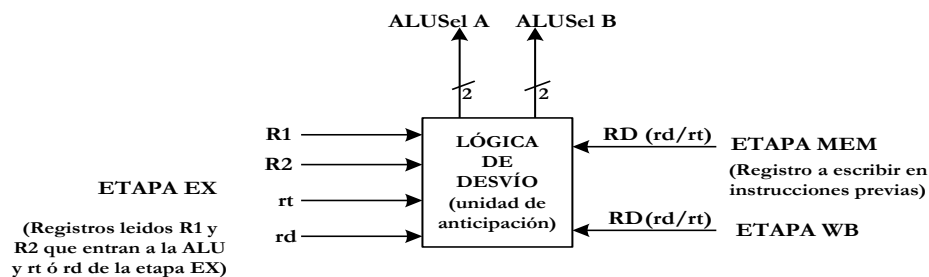 ALUSel A
ALUSel B
2
2
R1
R2
rt
rd
ETAPA EX
(Registros leidos R1 y
R2 que entran a la ALU
y rt ó rd de la etapa EX)
LÓGICA
DE
DESVÍO
(unidad de
anticipación)
RD (rd/rt)
ETAPA MEM
(Registro a escribir en
instrucciones previas)
RD(rd/rt)
ETAPA WB